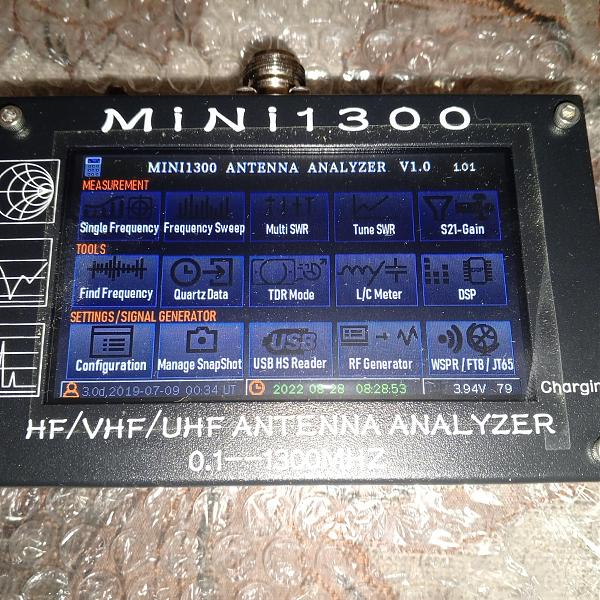 MiNi1300
MINI1300 ANTENNA ANALYZER V1.0 1.01
MEASUREMENT
Single Frequency Frequency Sweep Multi SWR Tune SWR S21-Gain
TOOLS
Find Frequency Quartz Data TDR Mode L/C Meter DSP
SETTINGS/SIGNAL GENERATOR
USB
Configuration Manage SnapShot USB HS Reader RF Generator WSPR / FT8 / JT65
3.0d,2019-07-09 00:34 UT 2022 08 28 08:28:53 3.94V 79
Chargin
HF/VHF/UHF ANTENNA ANALYZER
0.1——1300MHZ